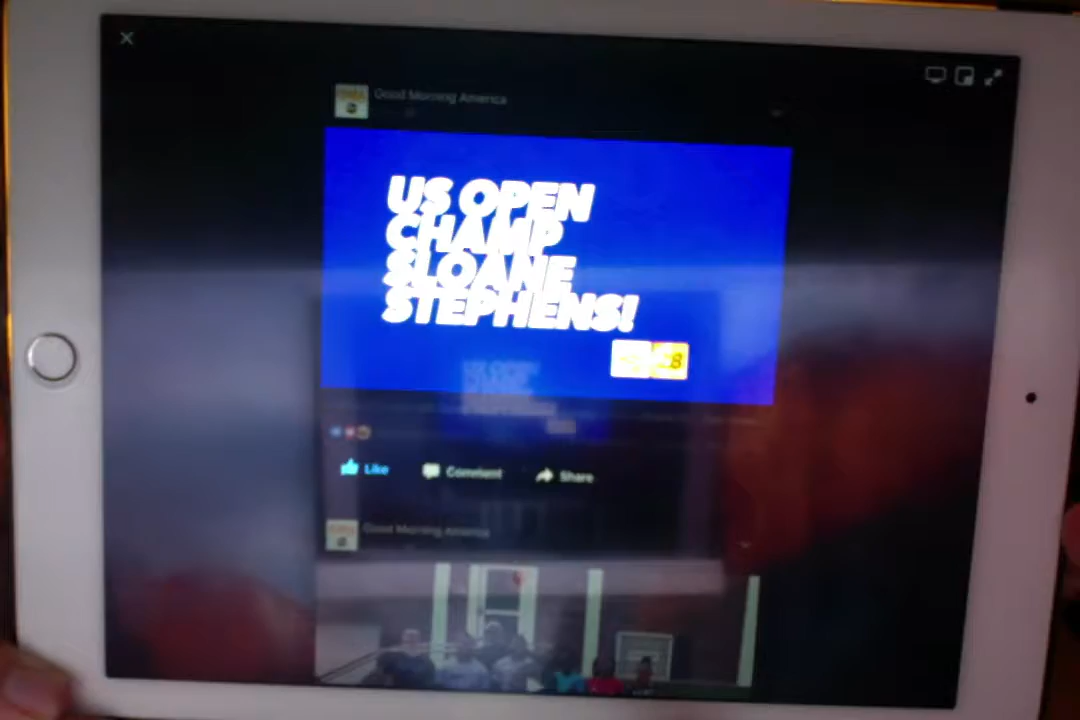 Good Morning America
US OPEN
CHAMP
SLOANE
STEPHENS!
Like
Comment
Share
Good Morning America